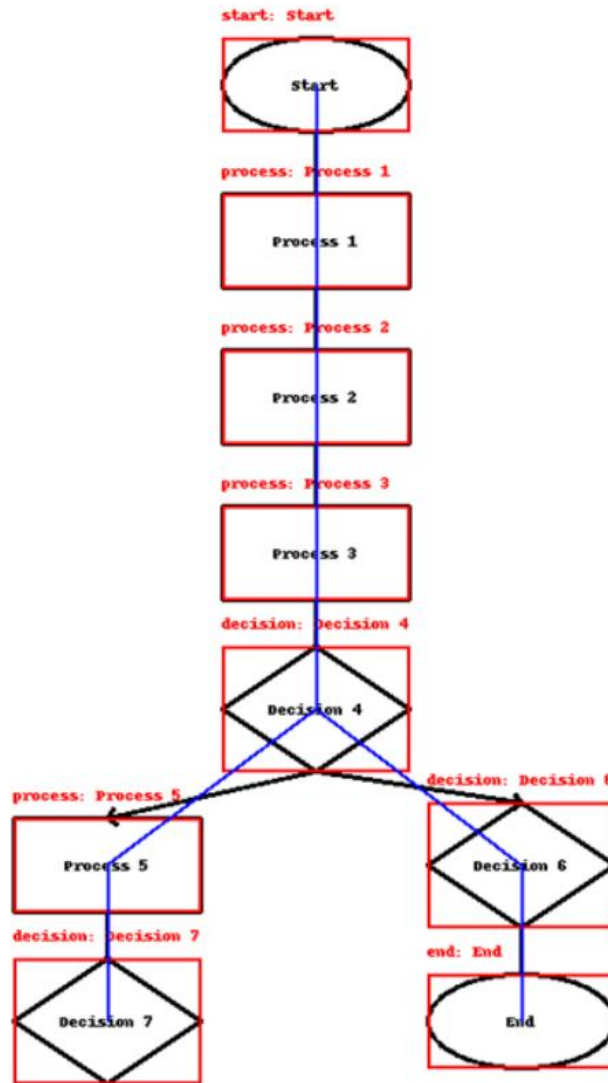 start: Start
Start
process: Process 1
Process 1
process: Process 2
Process 2
process: Process 3
Process 3
decision: Decision 4
Decision 4
decision: Decision 6
process: Process 5
Process 5
Decision 6
decision: Decision 7
end: End
Decision 7
End